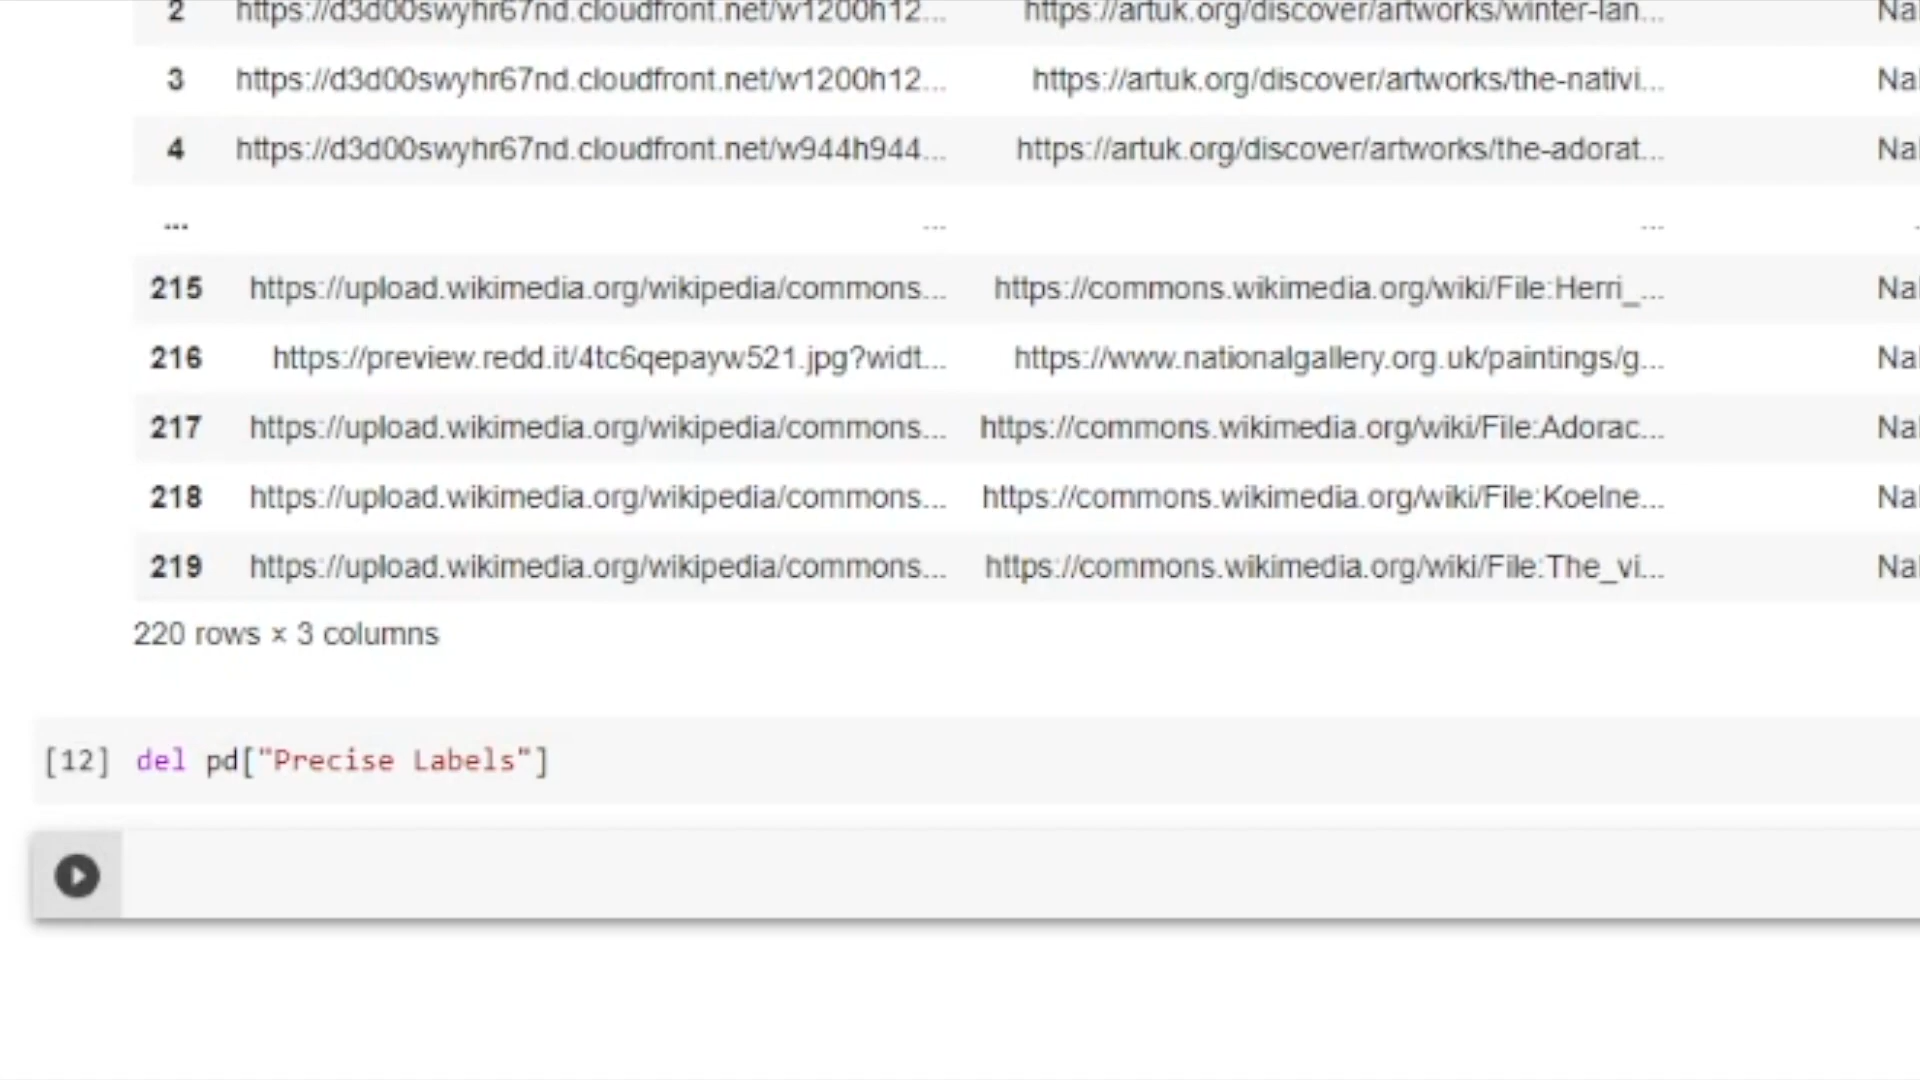 2 https://d3d00swyhr67nd.cloudfront.net/w1200h12... https://artuk.org/discover/artworks/winter-lan... Na
3 https://d3d00swyhr67nd.cloudfront.net/w1200h12... https://artuk.org/discover/artworks/the-nativi... Na
4 https://d3d00swyhr67nd.cloudfront.net/w944h944... https://artuk.org/discover/artworks/the-adorat... Na
... ... ...
215 https://upload.wikimedia.org/wikipedia/commons... https://commons.wikimedia.org/wiki/File:Herri_... Na
216 https://preview.redd.it/4tc6qepayw521.jpg?widt... https://www.nationalgallery.org.uk/paintings/g... Na
217 https://upload.wikimedia.org/wikipedia/commons... https://commons.wikimedia.org/wiki/File:Adorac... Na
218 https://upload.wikimedia.org/wikipedia/commons... https://commons.wikimedia.org/wiki/File:Koelne... Na
219 https://upload.wikimedia.org/wikipedia/commons... https://commons.wikimedia.org/wiki/File:The_vi... Na
220 rows × 3 columns
[12] del pd["Precise Labels"]